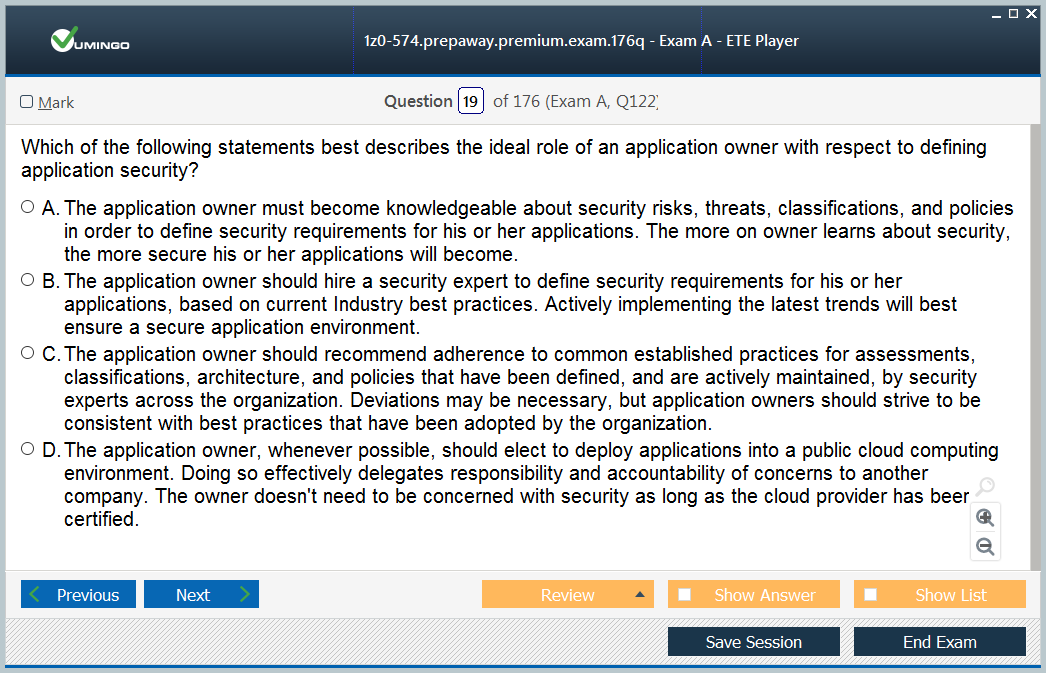 VUMINGO
1z0-574.prepaway.premium.exam.176q - Exam A - ETE Player
Mark
Question 19 of 176 (Exam A, Q122)
Which of the following statements best describes the ideal role of an application owner with respect to defining
application security?
A. The application owner must become knowledgeable about security risks, threats, classifications, and policies
in order to define security requirements for his or her applications. The more on owner learns about security,
the more secure his or her applications will become.
B. The application owner should hire a security expert to define security requirements for his or her
applications, based on current Industry best practices. Actively implementing the latest trends will best
ensure a secure application environment.
C. The application owner should recommend adherence to common established practices for assessments,
classifications, architecture, and policies that have been defined, and are actively maintained, by security
experts across the organization. Deviations may be necessary, but application owners should strive to be
consistent with best practices that have been adopted by the organization.
D. The application owner, whenever possible, should elect to deploy applications into a public cloud computing
environment. Doing so effectively delegates responsibility and accountability of concerns to another
company. The owner doesn't need to be concerned with security as long as the cloud provider has been
certified.
Previous
Next
Review
Show Answer
Show List
Save Session
End Exam